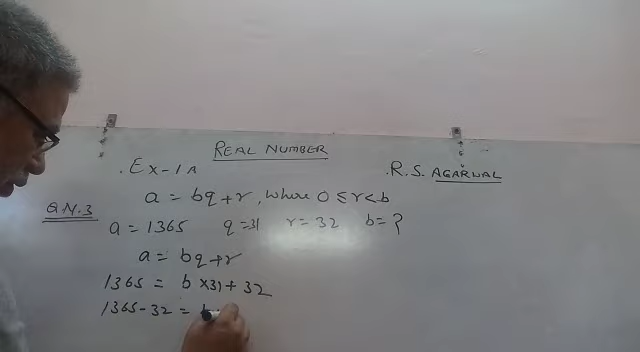 REAL NUMBER
.Ex-1A
.R.S. AGARWAL
a = bq+r, where 0≤r<b
Q.N.3
a = 1365 q=31 r=32 b=?
a = bq+r
1365 = b×31+32
1365-32 = b